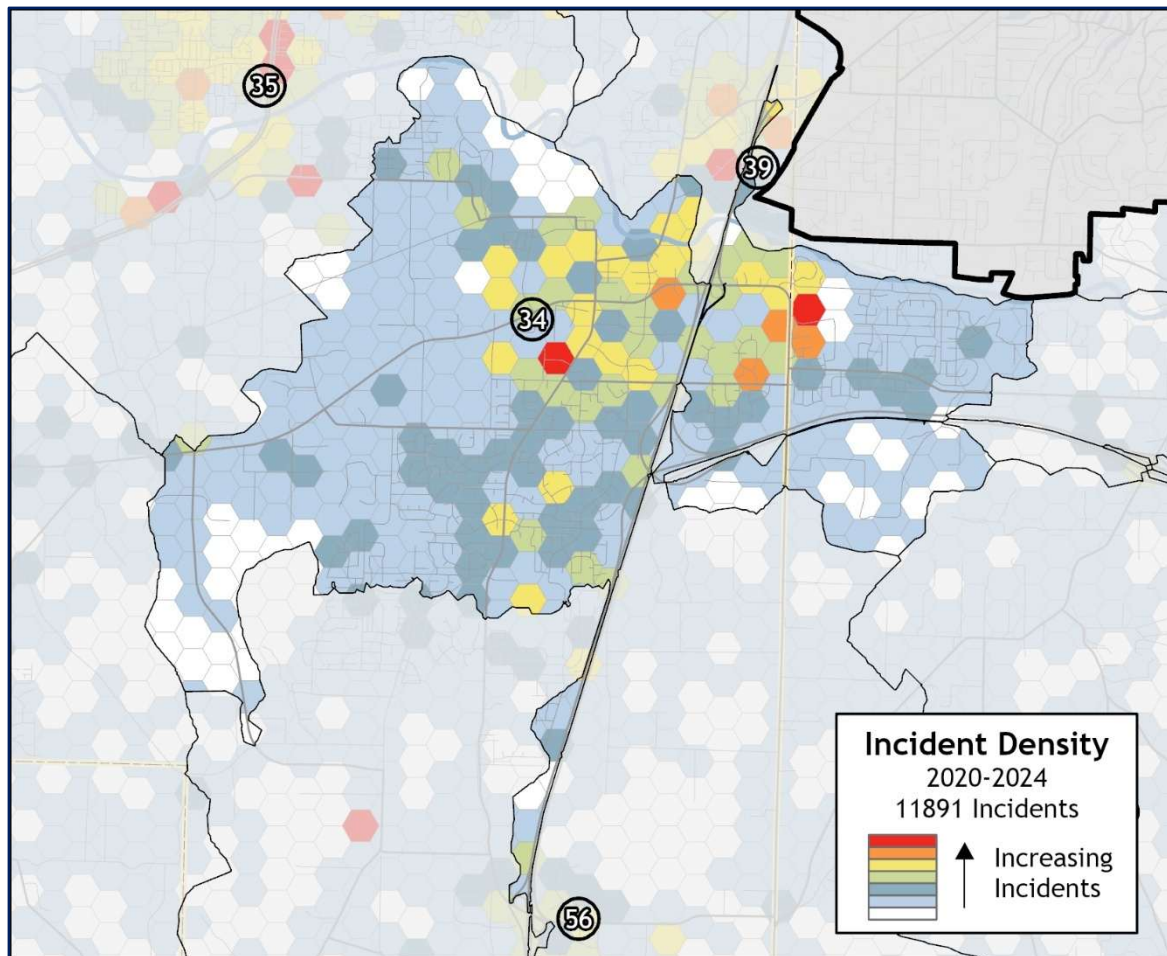 35
39
34
56
Incident Density
2020-2024
11891 Incidents
Increasing
Incidents